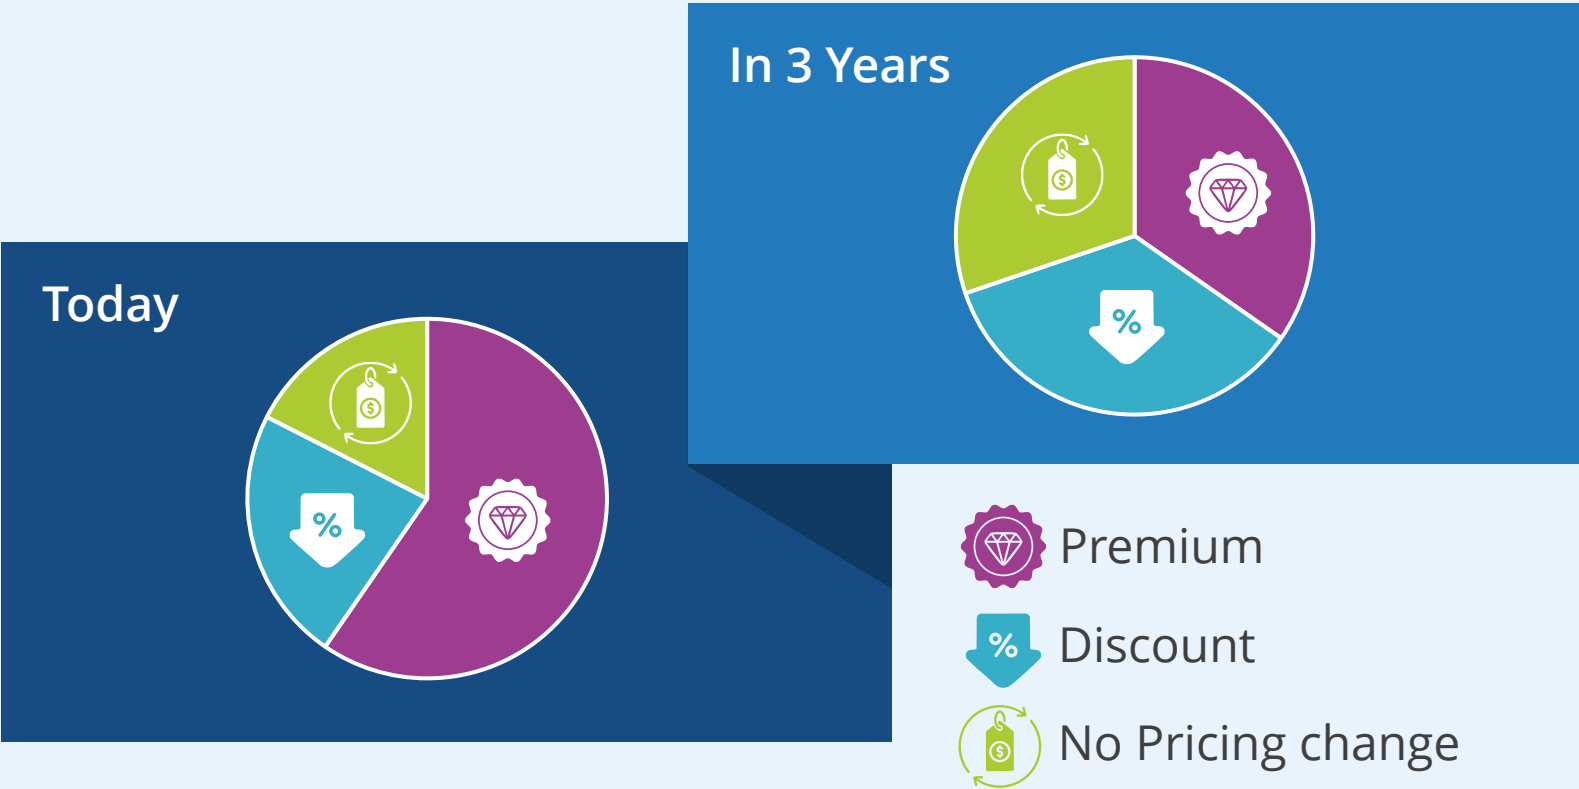 In 3 Years
$
%
Today
$
%
Premium
%
Discount
$
No Pricing change